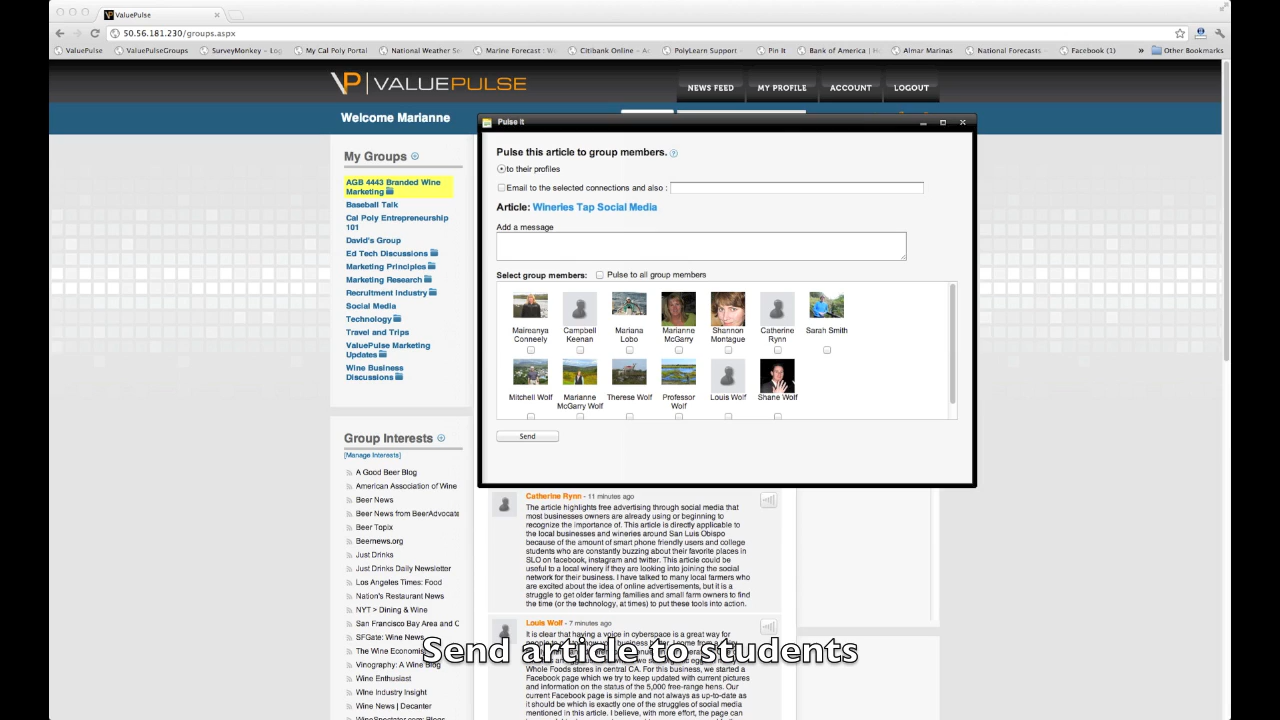 ValuePulse
50.56.181.230/groups.aspx
ValuePulse ValuePulseGroups SurveyMonkey – Log My Cal Poly Portal National Weather Se Marine Forecast : We Citibank Online – Ac PolyLearn Support Pin It Bank of America | Ho Almar Marinas National Forecasts Facebook (1) » Other Bookmarks
VP | VALUEPULSE
NEWS FEED MY PROFILE ACCOUNT LOGOUT
Welcome Marianne
My Groups
AGB 4443 Branded Wine
Marketing
Baseball Talk
Cal Poly Entrepreneurship
101
David's Group
Ed Tech Discussions
Marketing Principles
Marketing Research
Recruitment Industry
Social Media
Technology
Travel and Trips
ValuePulse Marketing
Updates
Wine Business
Discussions
Group Interests
[Manage Interests]
A Good Beer Blog
American Association of Wine
Beer News
Beer News from BeerAdvocate
Beer Topix
Beernews.org
Just Drinks
Just Drinks Daily Newsletter
Los Angeles Times: Food
Nation's Restaurant News
NYT > Dining & Wine
San Francisco Bay Area and C
SFGate: Wine News
The Wine Economis
Vinography: A Wine
Wine Enthusiast
Wine Industry Insight
Wine News | Decanter
WineSpectator.com: Blogs
Pulse It
Pulse this article to group members.
to their profiles
Email to the selected connections and also :
Article: Wineries Tap Social Media
Add a message
Select group members: Pulse to all group members
Maireanya Campbell Mariana Marianne Shannon Catherine Sarah Smith
Conneely Keenan Lobo McGarry Montague Rynn
Mitchell Wolf Marianne Therese Wolf Professor Louis Wolf Shane Wolf
McGarry Wolf Wolf
Send
Catherine Rynn - 11 minutes ago
The article highlights free advertising through social media that
most businesses owners are already using or beginning to
recognize the importance of. This article is directly applicable to
the local businesses and wineries around San Luis Obispo
because of the amount of smart phone friendly users and college
students who are constantly buzzing about their favorite places in
SLO on facebook, instagram and twitter. This article could be
useful to a local winery if they are looking into joining the social
network for their business. I have talked to many local farmers who
are excited about the idea of online advertisements, but it is a
struggle to get older farming families and small farm owners to find
the time (or the technology, at times) to put these tools into action.
Louis Wolf - 7 minutes ago
It is clear that having a voice in cyberspace is a great way for
Send article to students
Whole Foods stores in central CA. For this business, we started a
Facebook page which we try to keep updated with current pictures
and information on the status of the 5,000 free-range hens. Our
current Facebook page is simple and not always as up-to-date as
it should be which is exactly one of the struggles of social media
mentioned in this article. I believe, with more effort, the page can